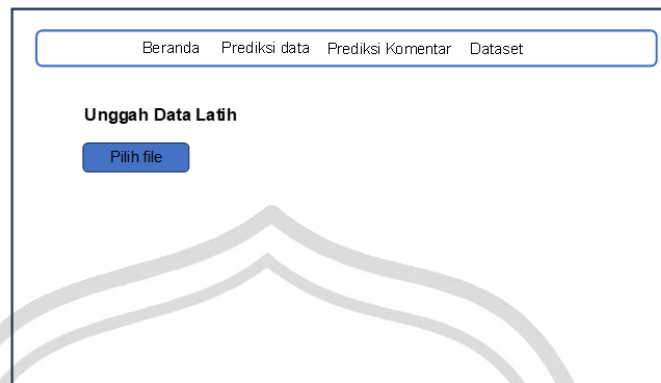 Beranda Prediksi data Prediksi Komentar Dataset
Unggah Data Latih
Pilih file